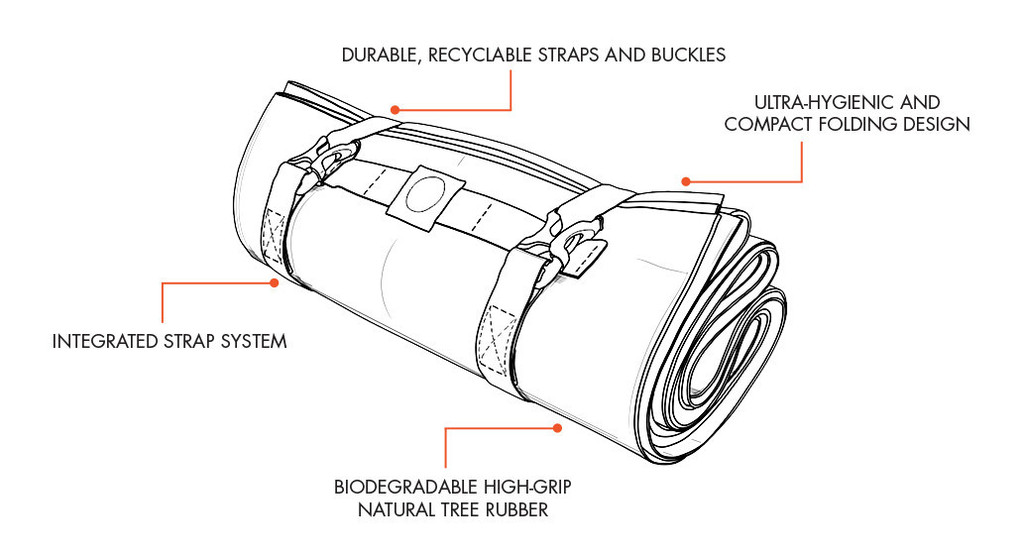 DURABLE, RECYCLABLE STRAPS AND BUCKLES
ULTRA-HYGIENIC AND
COMPACT FOLDING DESIGN
INTEGRATED STRAP SYSTEM
BIODEGRADABLE HIGH-GRIP
NATURAL TREE RUBBER